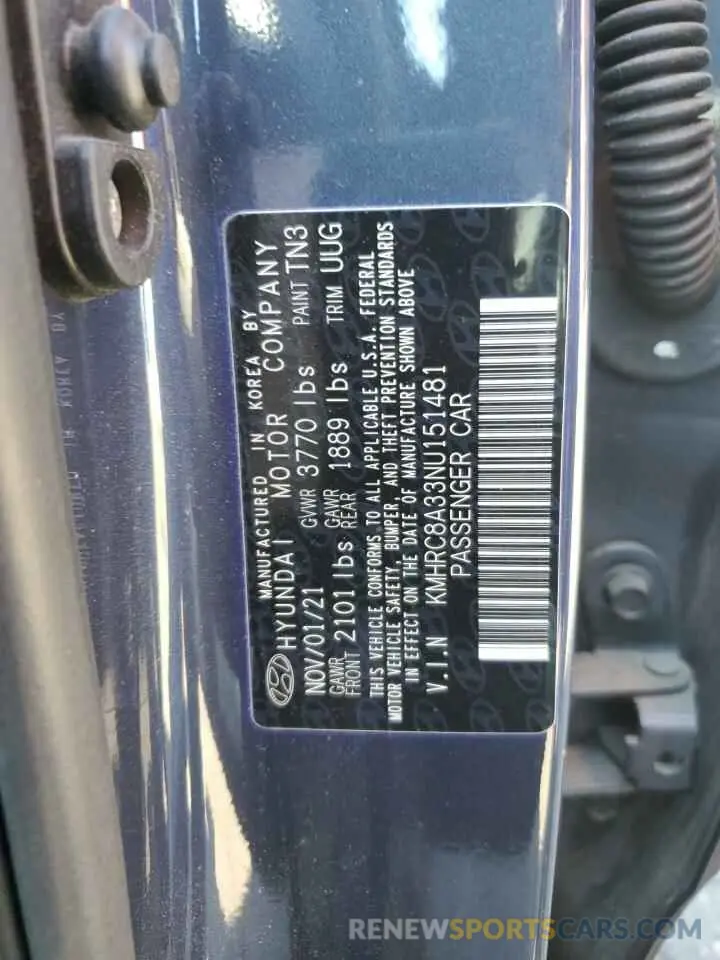 MANUFACTURED IN KOREA BY
HYUNDAI MOTOR COMPANY
NOV/01/21 GVWR 3770 lbs PAINT TN3
GAWR FRONT 2101 lbs GAWR REAR 1889 lbs TRIM UUG
THIS VEHICLE CONFORMS TO ALL APPLICABLE U.S.A. FEDERAL
MOTOR VEHICLE SAFETY, BUMPER, AND THEFT PREVENTION STANDARDS
IN EFFECT ON THE DATE OF MANUFACTURE SHOWN ABOVE
V.I.N KMHRC8A33NU151481
PASSENGER CAR
RENEWSPORTSCARS.COM